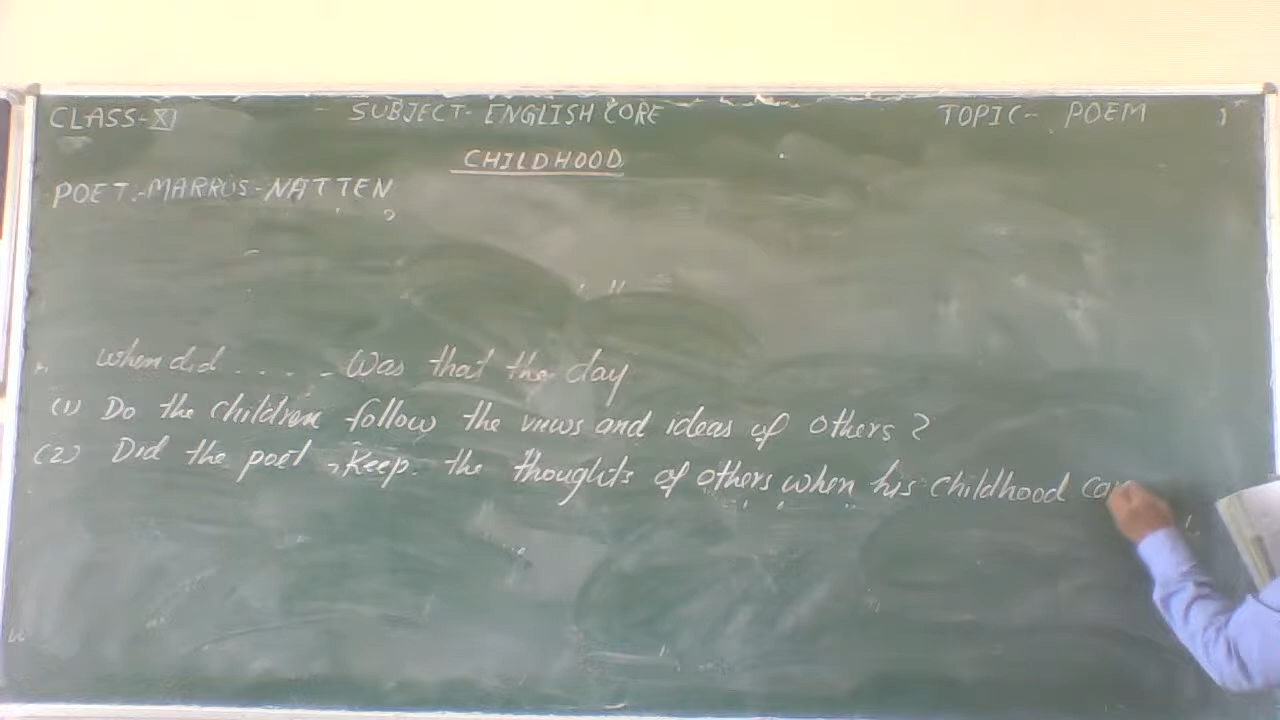 CLASS-XI SUBJECT- ENGLISH CORE TOPIC- POEM
CHILDHOOD
POET:-MARRUS-NATTEN
when did .... - Was that the day
(1) Do the children follow the views and ideas of others?
(2) Did the poet keep the thoughts of others when his childhood